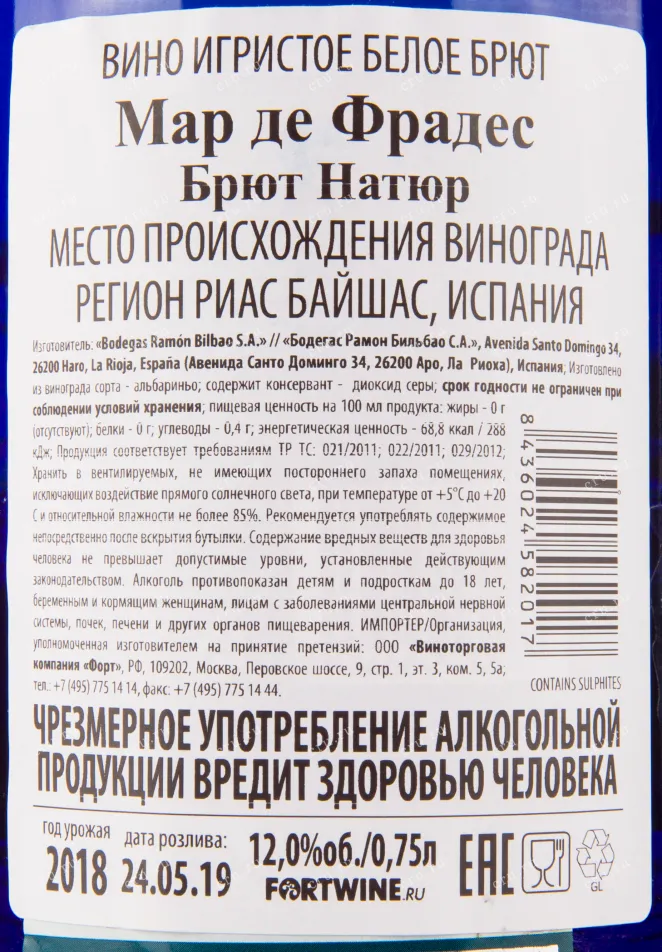 ВИНО ИГРИСТОЕ БЕЛОЕ БРЮТ
Мар де Фрадес
Брют Натюр
МЕСТО ПРОИСХОЖДЕНИЯ ВИНОГРАДА
РЕГИОН РИАС БАЙШАС, ИСПАНИЯ
Изготовитель: «Bodegas Ramón Bilbao S.A.» // «Бодегас Рамон Бильбао С.А.», Avenida Santo Domingo 34,
26200 Haro, La Rioja, España (Авенида Санто Доминго 34, 26200 Аро, Ла Риоха), Испания; Изготовлено
из винограда сорта - альбариньо; содержит консервант - диоксид серы; срок годности не ограничен при
соблюдении условий хранения; пищевая ценность на 100 мл продукта: жиры - 0 г
(отсутствуют); белки - 0 г; углеводы - 0,4 г; энергетическая ценность - 68,8 ккал / 288
кДж; Продукция соответствует требованиям ТР ТС: 021/2011; 022/2011; 029/2012;
Хранить в вентилируемых, не имеющих постороннего запаха помещениях,
исключающих воздействие прямого солнечного света, при температуре от +5°С до +20
С и относительной влажности не более 85%. Рекомендуется употреблять содержимое
непосредственно после вскрытия бутылки. Содержание вредных веществ для здоровья
человека не превышает допустимые уровни, установленные действующим
законодательством. Алкоголь противопоказан детям и подросткам до 18 лет,
беременным и кормящим женщинам, лицам с заболеваниями центральной нервной
системы, почек, печени и других органов пищеварения. ИМПОРТЕР/Организация,
уполномоченная изготовителем на принятие претензий: ООО «Виноторговая
компания «Форт», РФ, 109202, Москва, Перовское шоссе, 9, стр. 1, эт. 3, ком. 5, 5а;
тел.: +7 (495) 775 14 14, факс: +7 (495) 775 14 44.
8 436024 582017
CONTAINS SULPHITES
ЧРЕЗМЕРНОЕ УПОТРЕБЛЕНИЕ АЛКОГОЛЬНОЙ
ПРОДУКЦИИ ВРЕДИТ ЗДОРОВЬЮ ЧЕЛОВЕКА
год урожая
2018
дата розлива:
24.05.19
12,0%об./0,75л
FORTWINE.RU
EAC
GL